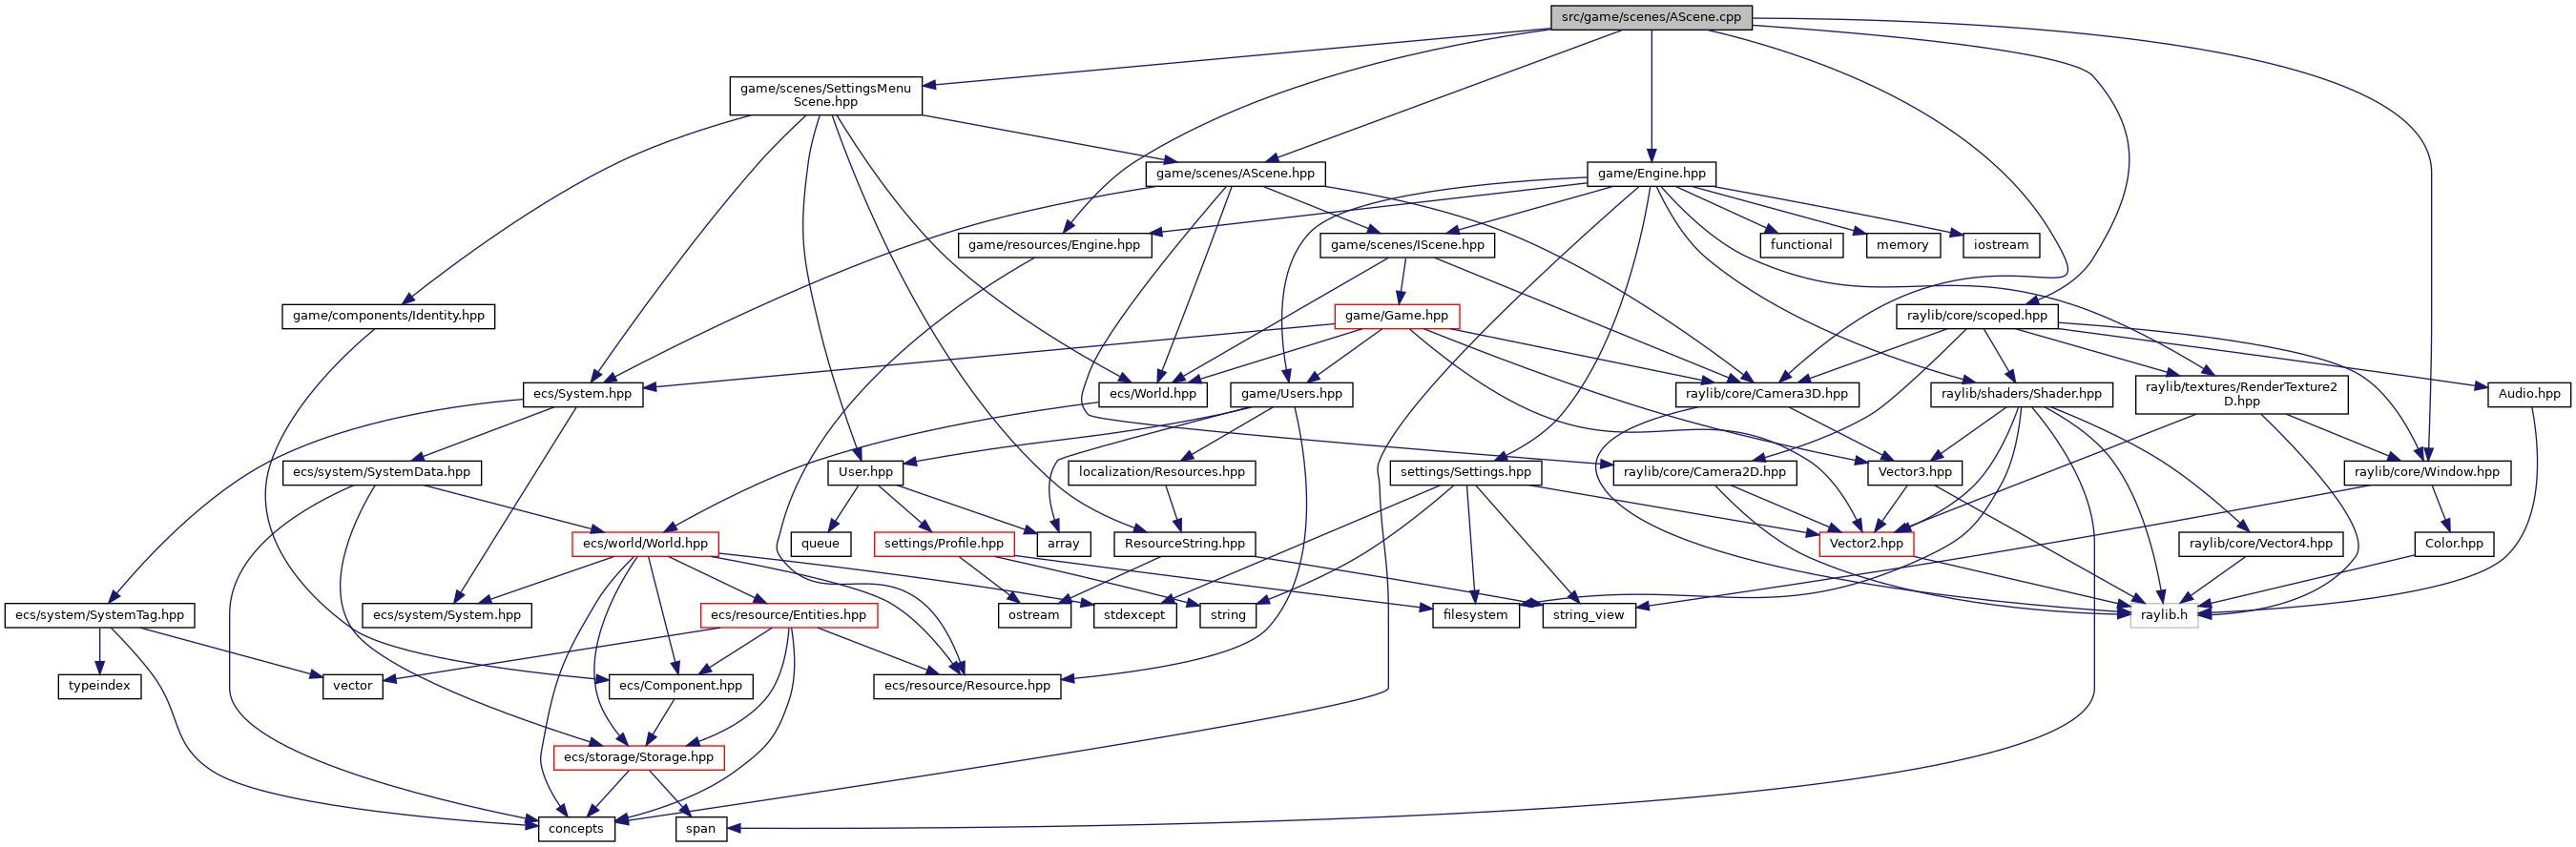 src/game/scenes/AScene.cpp
game/scenes/SettingsMenu
Scene.hpp
game/scenes/AScene.hpp
game/Engine.hpp
game/resources/Engine.hpp
game/scenes/IScene.hpp
functional
memory
iostream
game/components/Identity.hpp
game/Game.hpp
raylib/core/scoped.hpp
ecs/System.hpp
ecs/World.hpp
game/Users.hpp
raylib/core/Camera3D.hpp
raylib/shaders/Shader.hpp
raylib/textures/RenderTexture2
D.hpp
Audio.hpp
ecs/system/SystemData.hpp
User.hpp
localization/Resources.hpp
settings/Settings.hpp
raylib/core/Camera2D.hpp
Vector3.hpp
raylib/core/Window.hpp
ecs/world/World.hpp
queue
settings/Profile.hpp
array
ResourceString.hpp
Vector2.hpp
raylib/core/Vector4.hpp
Color.hpp
ecs/system/SystemTag.hpp
ecs/system/System.hpp
ecs/resource/Entities.hpp
ostream
stdexcept
string
filesystem
string_view
raylib.h
typeindex
vector
ecs/Component.hpp
ecs/resource/Resource.hpp
ecs/storage/Storage.hpp
concepts
span